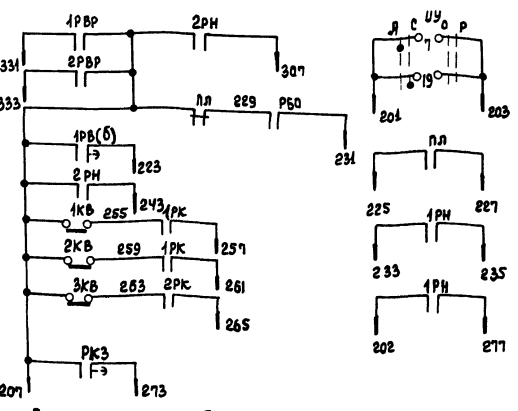 1РВР 2РН
331 2РВР 307
333 ПЛ 229 РБО
231
1РВ(б)
223
2РН
243
1КВ 255 1РК
257
2КВ 259 1РК
261
3КВ 263 2РК
265
РКЗ
207 273
Я С ЦУ О Р
7
19
201 203
ПЛ
225 227
1РН
233 235
1РН
202 277